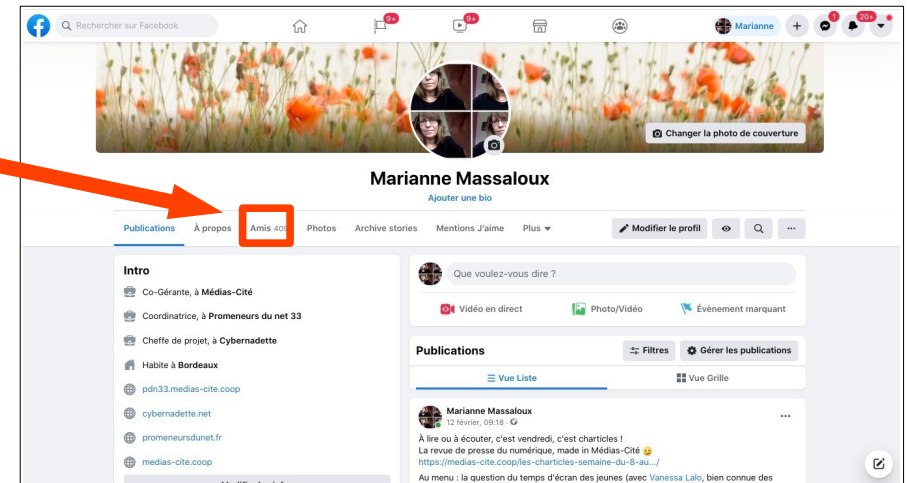 Rechercher sur Facebook
9+
9+
Marianne
1
20+
Changer la photo de couverture
Marianne Massaloux
Ajouter une bio
Publications À propos Amis 409 Photos Archive stories Mentions J'aime Plus
Modifier le profil
Intro
Co-Gérante, à Médias-Cité
Coordinatrice, à Promeneurs du net 33
Cheffe de projet, à Cybernadette
Habite à Bordeaux
pdn33.medias-cite.coop
cybernadette.net
promeneursdunet.fr
medias-cite.coop
Que voulez-vous dire ?
Vidéo en direct
Photo/Vidéo
Évènement marquant
Publications
Filtres
Gérer les publications
Vue Liste
Vue Grille
Marianne Massaloux
12 février, 09:18 ·
À lire ou à écouter, c'est vendredi, c'est charticles !
La revue de presse du numérique, made in Médias-Cité
https://medias-cite.coop/les-charticles-semaine-du-8-au.../
Au menu : la question du temps d'écran des jeunes (avec Vanessa Lalo, bien connue des